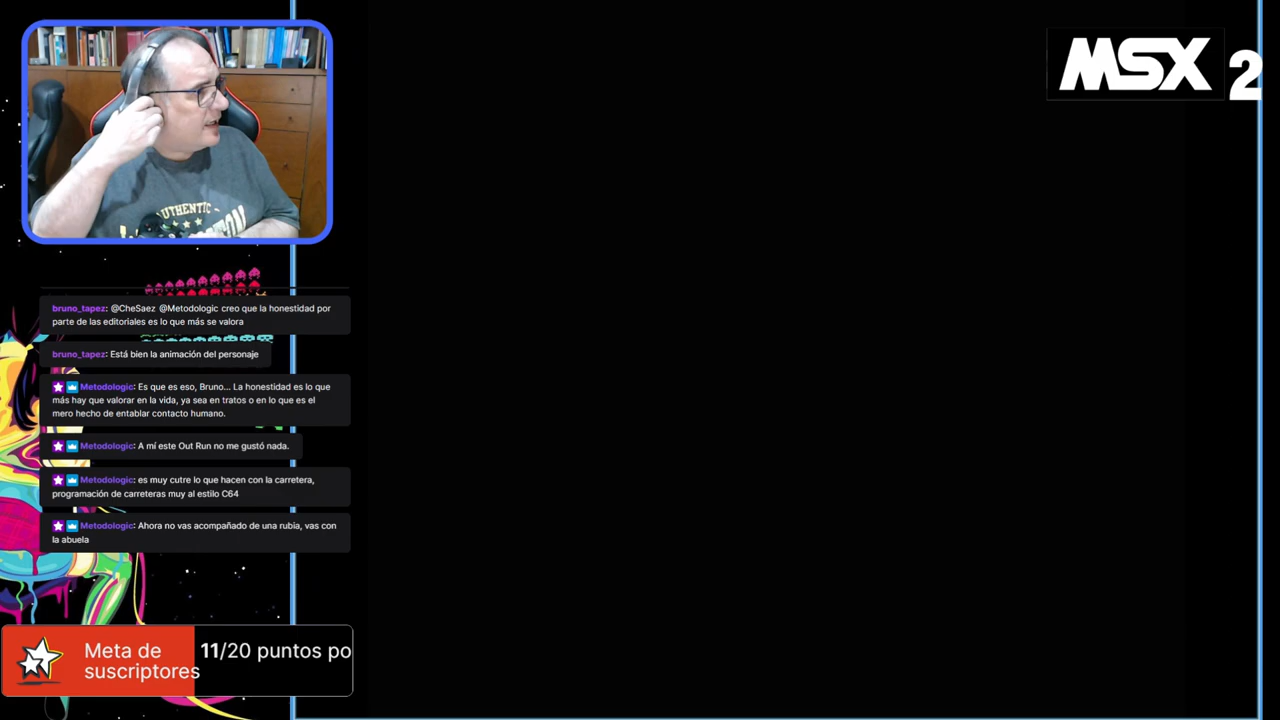 MSX 2
AUTHENTIC
bruno_tapez: @CheSaez @Metodologic creo que la honestidad por
parte de las editoriales es lo que más se valora
bruno_tapez: Está bien la animación del personaje
Metodologic: Es que es eso, Bruno... La honestidad es lo que
más hay que valorar en la vida, ya sea en tratos o en lo que es el
mero hecho de entablar contacto humano.
Metodologic: A mí este Out Run no me gustó nada.
Metodologic: es muy cutre lo que hacen con la carretera,
programación de carreteras muy al estilo C64
Metodologic: Ahora no vas acompañado de una rubia, vas con
la abuela
Meta de
suscriptores
11/20 puntos po